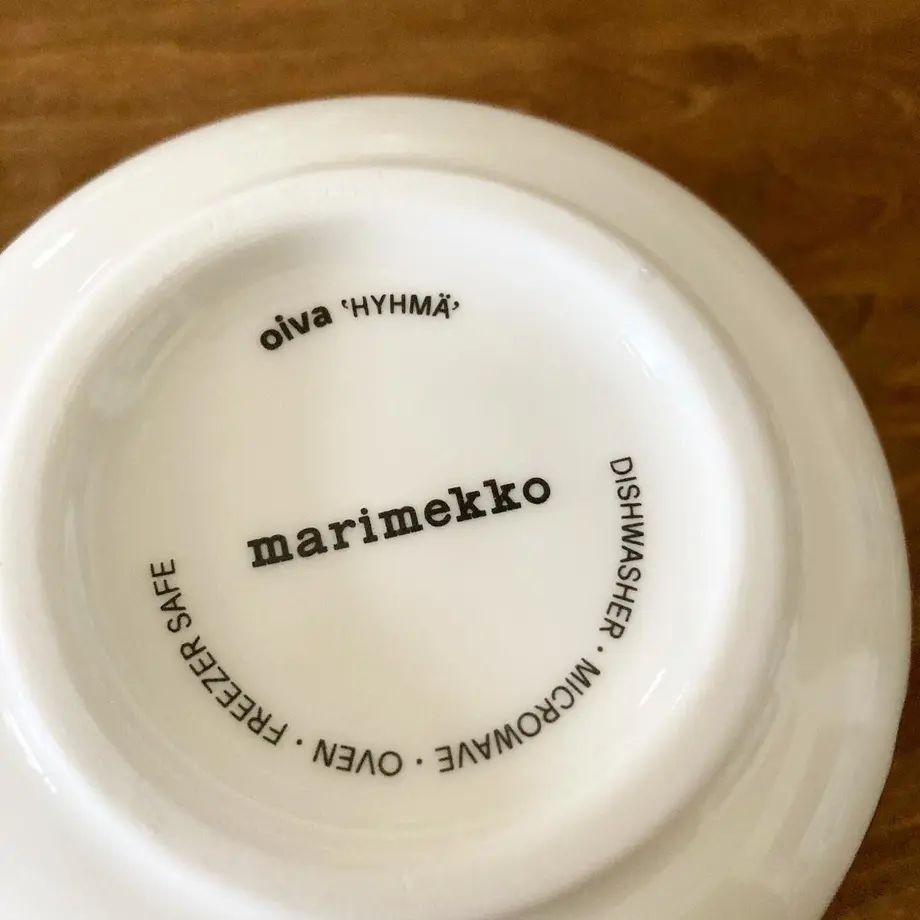 oiva ‘HYHMÄ’
marimekko
DISHWASHER · MICROWAVE · OVEN · FREEZER SAFE